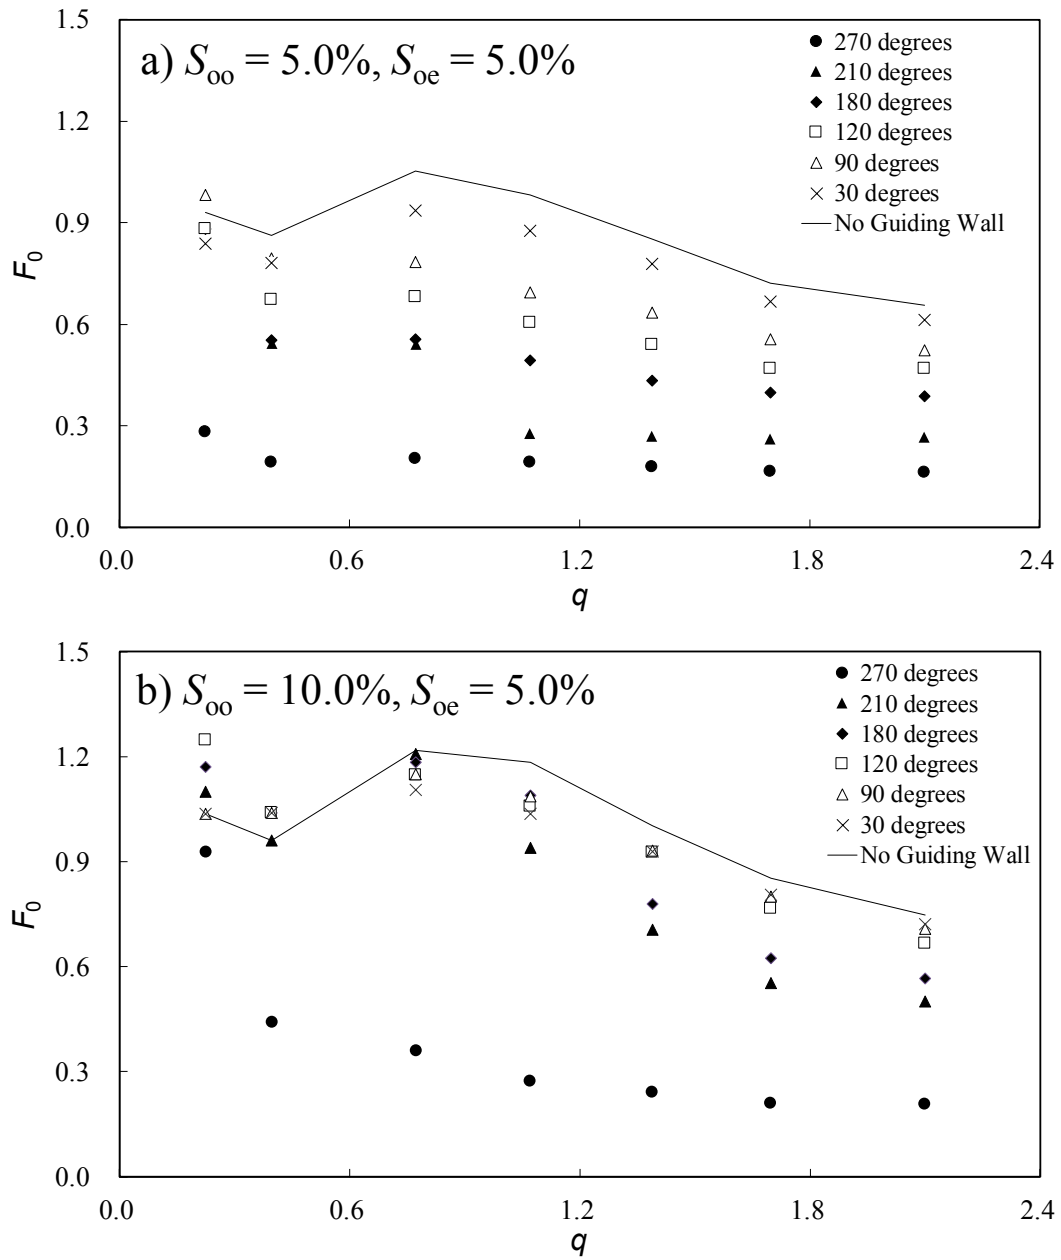 1.5
a) Soo = 5.0%, Soe = 5.0%
270 degrees
210 degrees
180 degrees
120 degrees
90 degrees
30 degrees
No Guiding Wall
1.2
0.9
0.6
0.3
0.0
F0
0.0 0.6 1.2 1.8 2.4
q
1.5
b) Soo = 10.0%, Soe = 5.0%
270 degrees
210 degrees
180 degrees
120 degrees
90 degrees
30 degrees
No Guiding Wall
1.2
0.9
0.6
0.3
0.0
F0
0.0 0.6 1.2 1.8 2.4
q